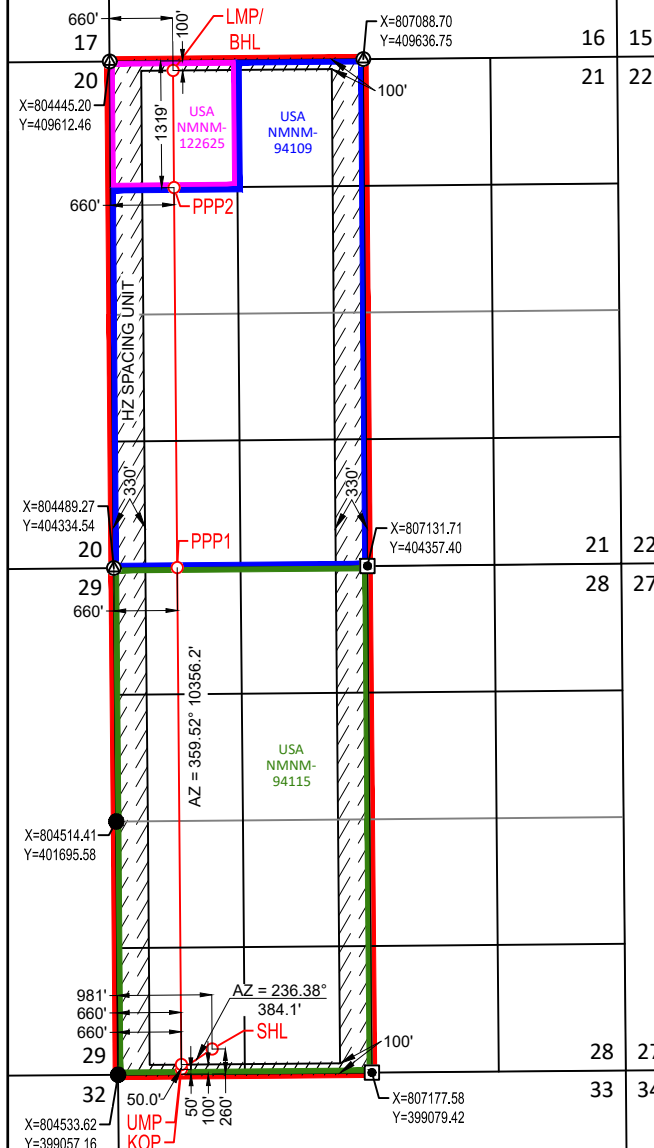 660'
100'
LMP/
BHL
X=807088.70
Y=409636.75
17
16
15
20
21
22
X=804445.20
Y=409612.46
100'
USA
NMNM-
122625
USA
NMNM-
94109
1319'
660'
PPP2
HZ SPACING UNIT
330'
330'
X=804489.27
Y=404334.54
PPP1
X=807131.71
Y=404357.40
20
21
22
29
28
27
660'
AZ = 359.52° 10356.2'
USA
NMNM-
94115
X=804514.41
Y=401695.58
981'
AZ = 236.38°
384.1'
660'
660'
SHL
100'
29
28
27
32
33
34
50.0'
50'
100'
260'
UMP
KOP
X=807177.58
Y=399079.42
X=804533.62
Y=399057.16